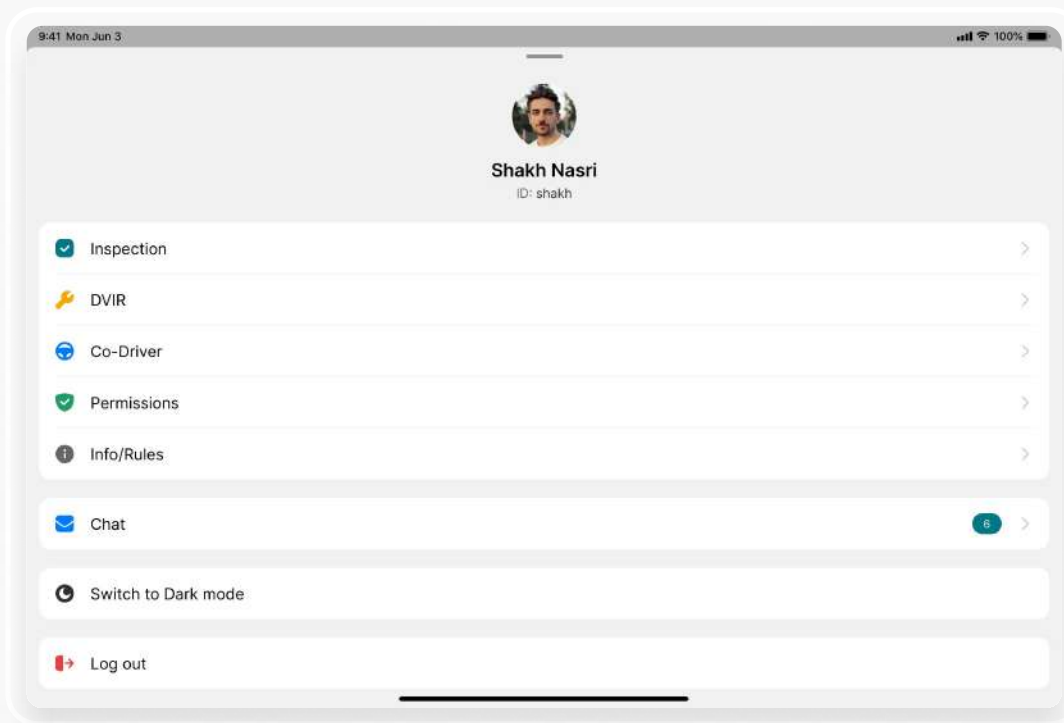 9:41 Mon Jun 3
100%
Shakh Nasri
ID: shakh
Inspection
DVIR
Co-Driver
Permissions
Info/Rules
Chat
6
Switch to Dark mode
Log out